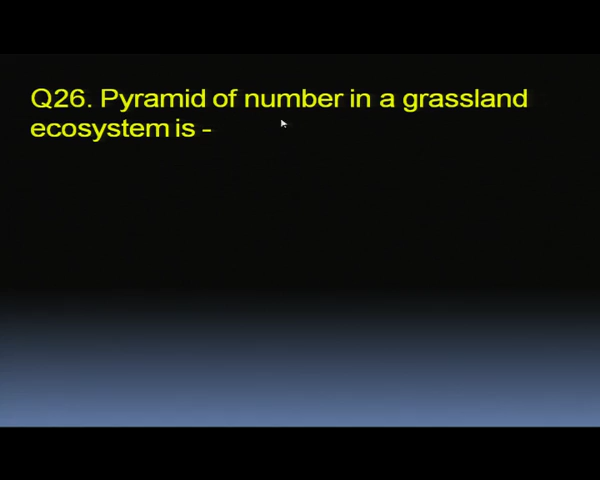 Q26. Pyramid of number in a grassland
ecosystem is -